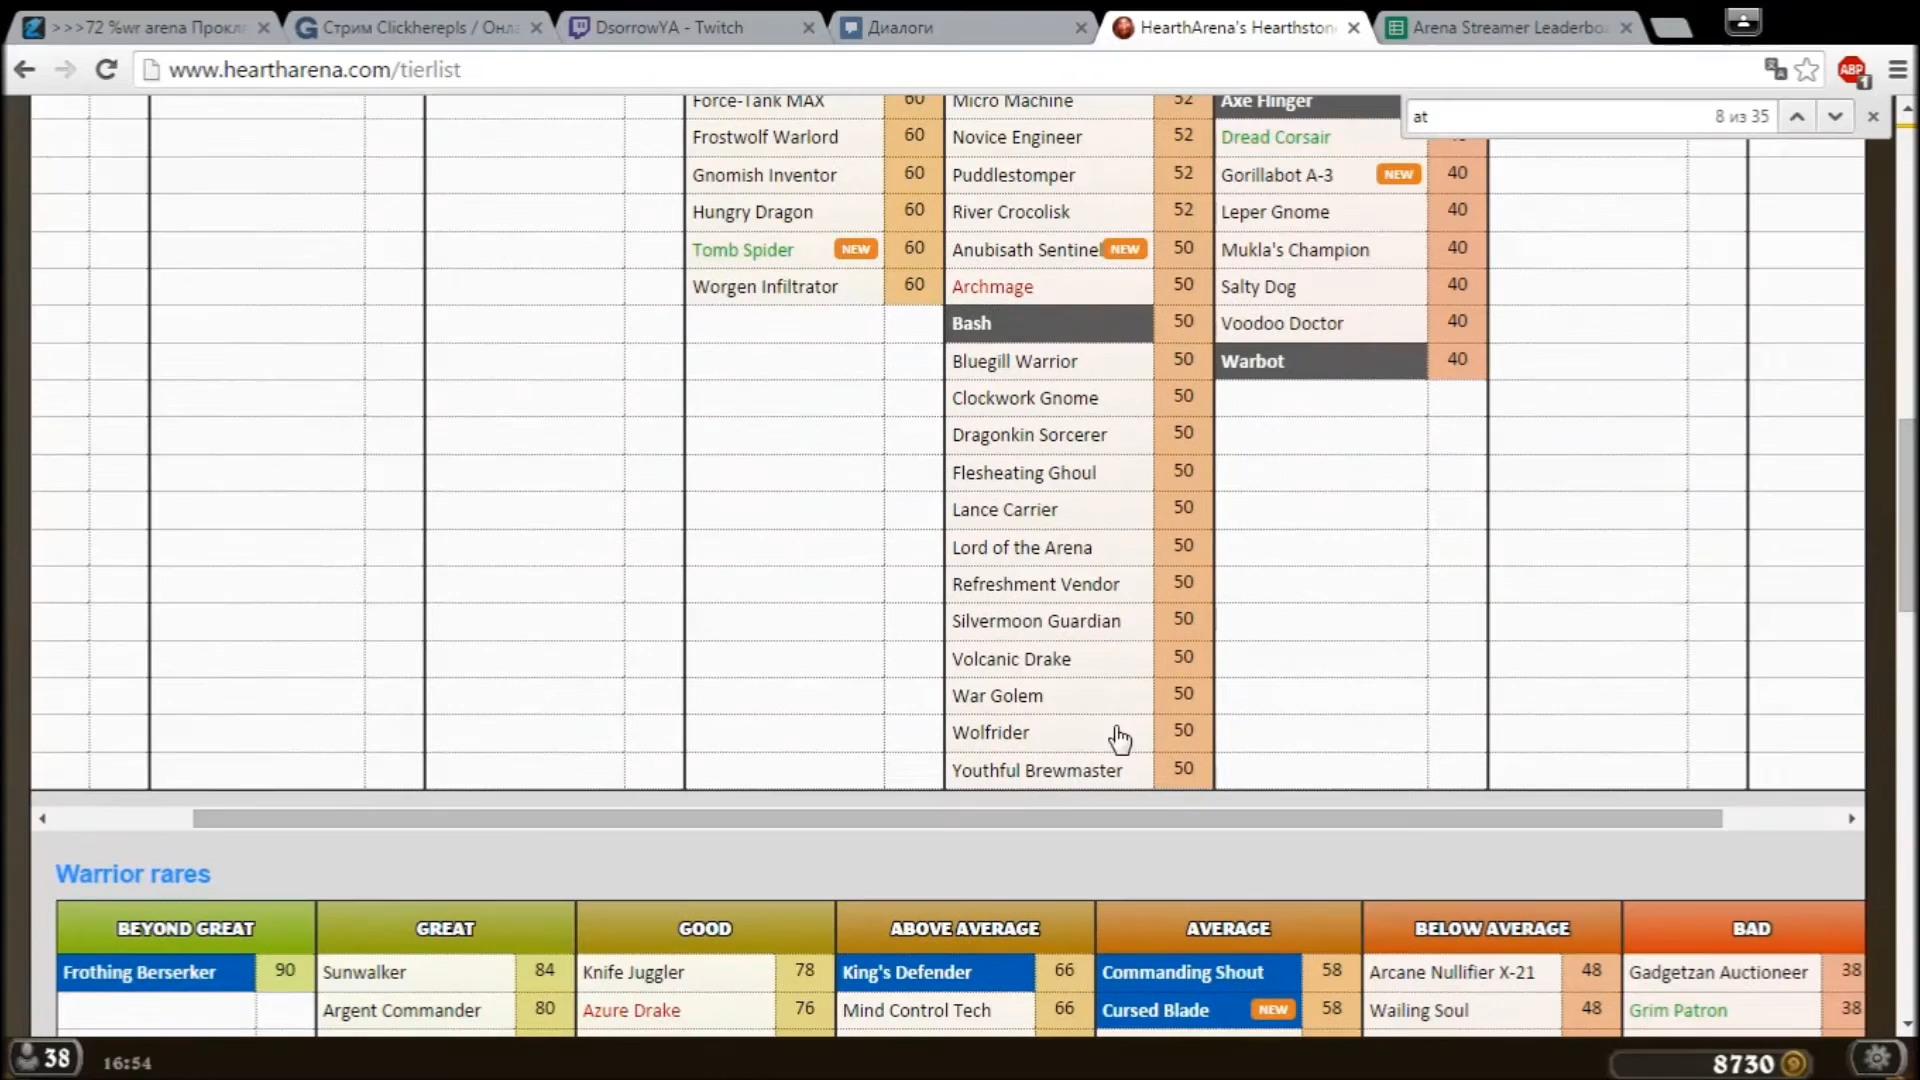 >>>72 %wr arena Прокл
Стрим Clickherepls / Онл
DsorrowYA - Twitch
Диалоги
HearthArena's Hearthston
Arena Streamer Leaderbo
www.heartharena.com/tierlist
ABP
1
at
8 из 35
Force-Tank MAX 60
Micro Machine 52
Axe Flinger
Frostwolf Warlord 60
Novice Engineer 52
Dread Corsair
Gnomish Inventor 60
Puddlestomper 52
Gorillabot A-3 NEW 40
Hungry Dragon 60
River Crocolisk 52
Leper Gnome 40
Tomb Spider NEW 60
Anubisath Sentinel NEW 50
Mukla's Champion 40
Worgen Infiltrator 60
Archmage 50
Salty Dog 40
Bash 50
Voodoo Doctor 40
Bluegill Warrior 50
Warbot 40
Clockwork Gnome 50
Dragonkin Sorcerer 50
Flesheating Ghoul 50
Lance Carrier 50
Lord of the Arena 50
Refreshment Vendor 50
Silvermoon Guardian 50
Volcanic Drake 50
War Golem 50
Wolfrider 50
Youthful Brewmaster 50
Warrior rares
BEYOND GREAT GREAT GOOD ABOVE AVERAGE AVERAGE BELOW AVERAGE BAD
Frothing Berserker 90 Sunwalker 84 Knife Juggler 78 King's Defender 66 Commanding Shout 58 Arcane Nullifier X-21 48 Gadgetzan Auctioneer 38
Argent Commander 80 Azure Drake 76 Mind Control Tech 66 Cursed Blade NEW 58 Wailing Soul 48 Grim Patron 38
38
16:54
8730